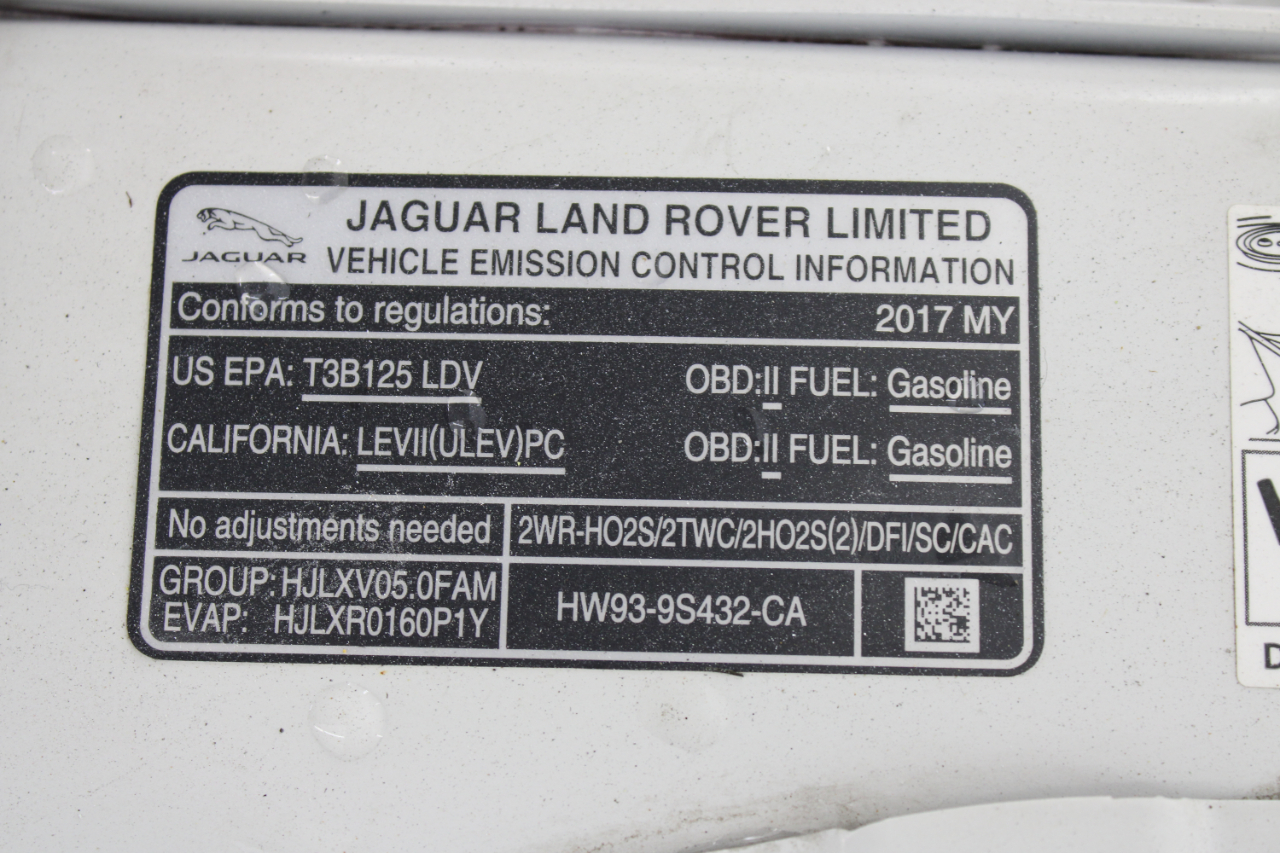 JAGUAR
JAGUAR LAND ROVER LIMITED
VEHICLE EMISSION CONTROL INFORMATION
Conforms to regulations: 2017 MY
US EPA: T3B125 LDV OBD:II FUEL: Gasoline
CALIFORNIA: LEVII(ULEV)PC OBD:II FUEL: Gasoline
No adjustments needed 2WR-HO2S/2TWC/2HO2S(2)/DFI/SC/CAC
GROUP: HJLXV05.0FAM
EVAP: HJLXR0160P1Y
HW93-9S432-CA